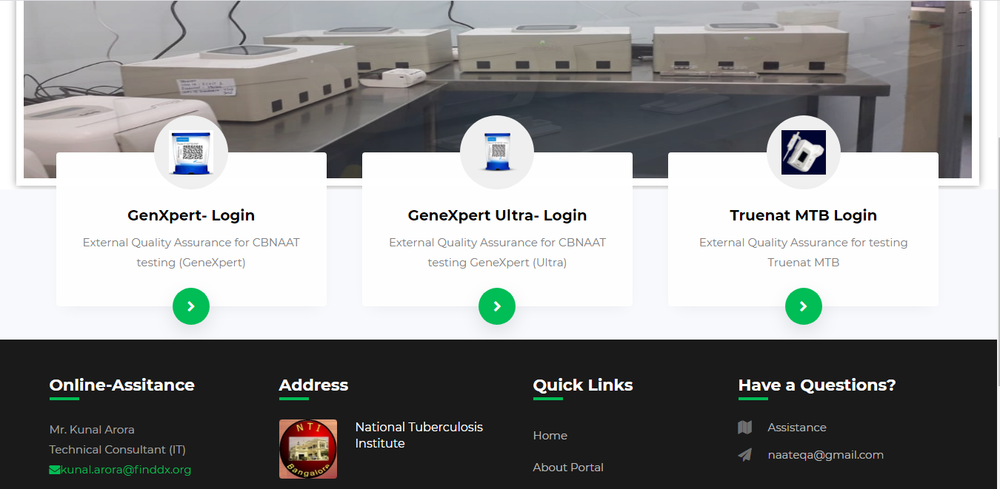 GenXpert- Login
External Quality Assurance for CBNAAT
testing (GeneXpert)
GeneXpert Ultra- Login
External Quality Assurance for CBNAAT
testing GeneXpert (Ultra)
Truenat MTB Login
External Quality Assurance for testing
Truenat MTB
Online-Assitance
Mr. Kunal Arora
Technical Consultant (IT)
kunal.arora@finddx.org
Address
NTI
Bangalore
National Tuberculosis
Institute
Quick Links
Home
About Portal
Have a Questions?
Assistance
naateqa@gmail.com